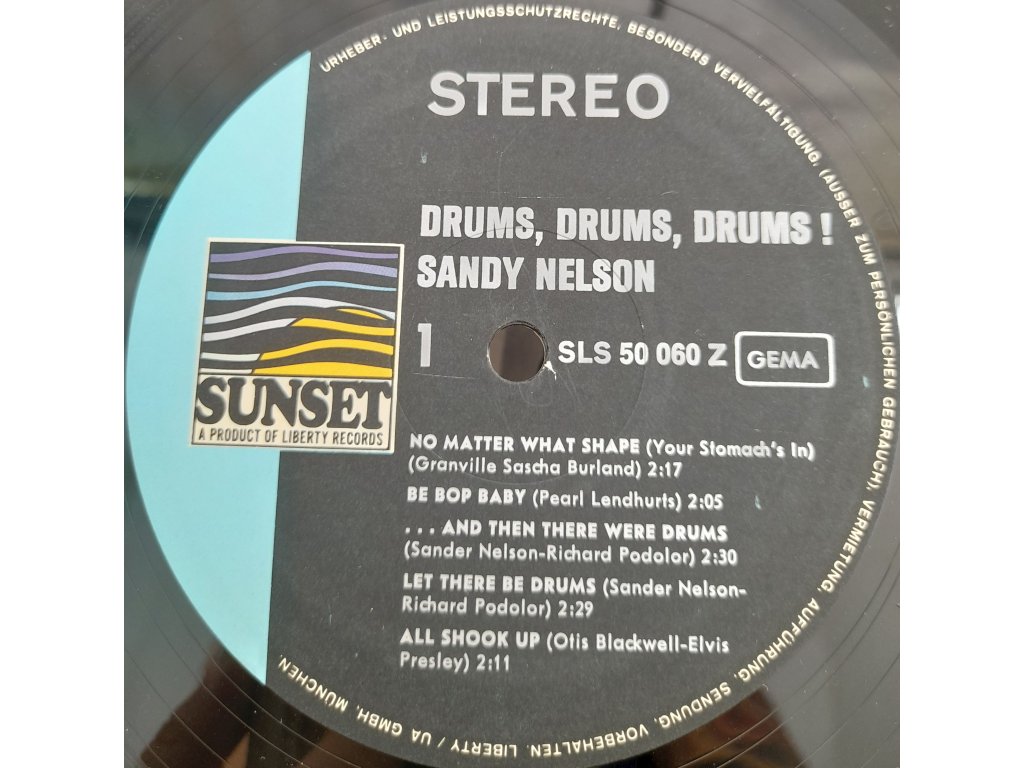 URHEBER- UND LEISTUNGSSCHUTZRECHTE, BESONDERS VERVIELFÄLTIGUNG, (AUSSER ZUM PERSÖNLICHEN GEBRAUCH), VERMIETUNG, AUFFÜHRUNG, SENDUNG, VORBEHALTEN. LIBERTY / UA GMBH, MÜNCHEN.
STEREO
DRUMS, DRUMS, DRUMS !
SANDY NELSON
1
SLS 50 060 Z
GEMA
SUNSET
A PRODUCT OF LIBERTY RECORDS
NO MATTER WHAT SHAPE (Your Stomach's In)
(Granville Sascha Burland) 2:17
BE BOP BABY (Pearl Lendhurts) 2:05
. . . AND THEN THERE WERE DRUMS
(Sander Nelson-Richard Podolor) 2:30
LET THERE BE DRUMS (Sander Nelson-
Richard Podolor) 2:29
ALL SHOOK UP (Otis Blackwell-Elvis
Presley) 2:11